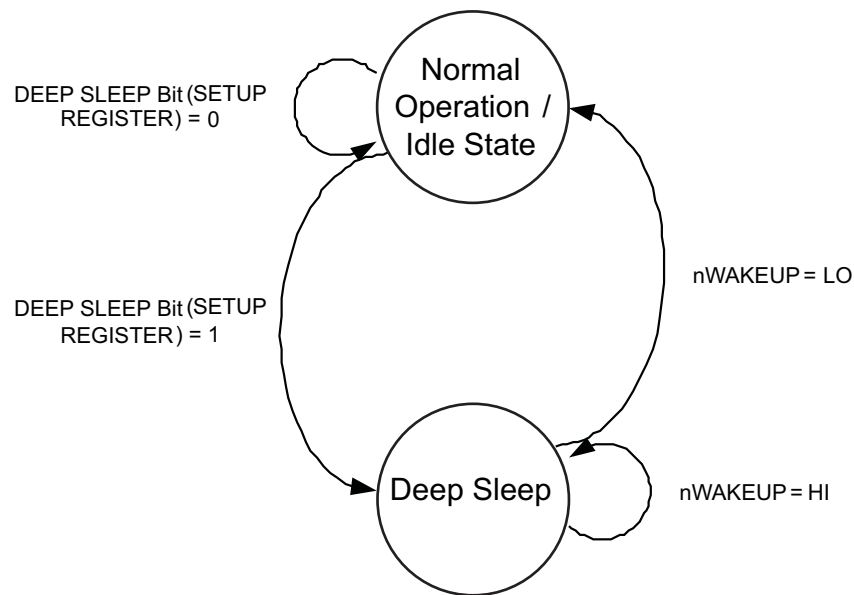 Normal
Operation /
Idle State
DEEP SLEEP Bit (SETUP
REGISTER) = 0
nWAKEUP = LO
DEEP SLEEP Bit (SETUP
REGISTER) = 1
Deep Sleep
nWAKEUP = HI